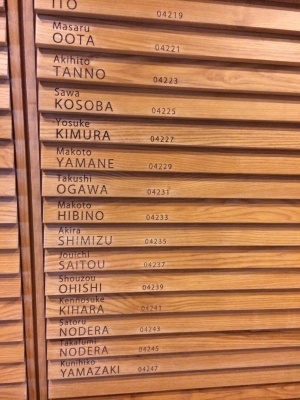 ITO 04219
Masaru
OOTA 04221
Akihito
TANNO 04223
Sawa
KOSOBA 04225
Yosuke
KIMURA 04227
Makoto
YAMANE 04229
Takushi
OGAWA 04231
Makoto
HIBINO 04233
Akira
SHIMIZU 04235
Jouichi
SAITOU 04237
Shouzou
OHISHI 04239
Kennosuke
KIHARA 04241
Satoru
NODERA 04243
Takafumi
NODERA 04245
Kunihiko
YAMAZAKI 04247